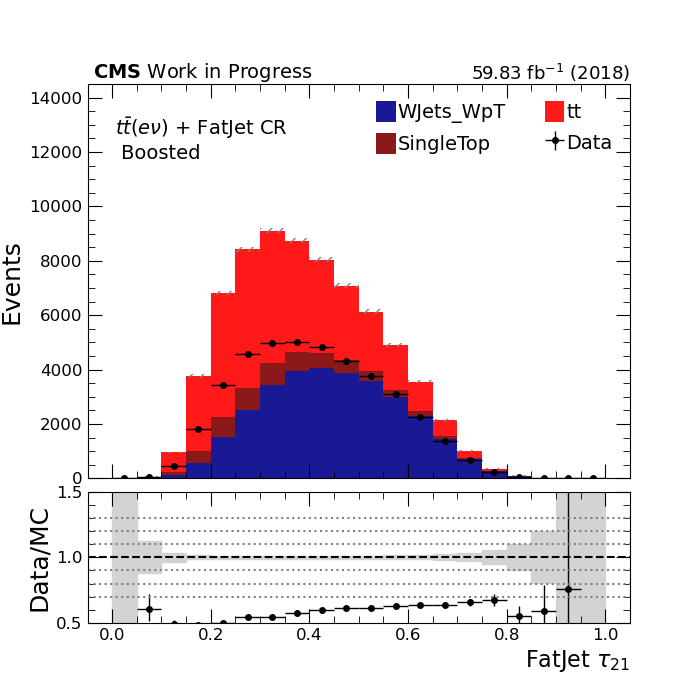 CMS Work in Progress 59.83 fb⁻¹ (2018)
14000
12000
10000
8000
6000
4000
2000
0
Events
tt̄(eν) + FatJet CR
Boosted
WJets_WpT tt
SingleTop Data
1.5
1.0
0.5
Data/MC
0.0 0.2 0.4 0.6 0.8 1.0
FatJet τ₂₁